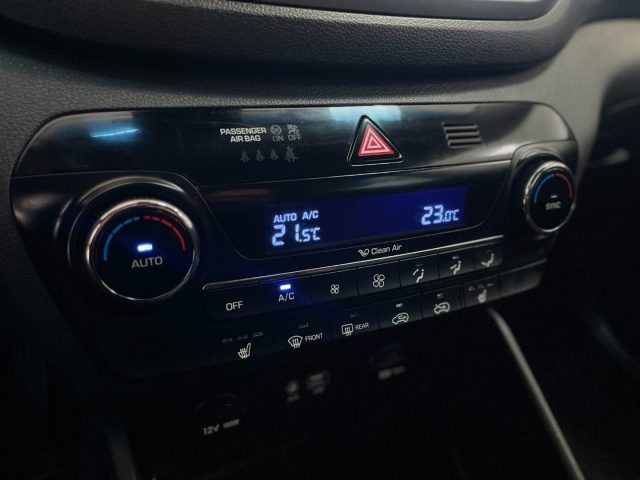 PASSENGER ON OFF
AIR BAG
AUTO A/C
21.5°C 23.0°C
Clean Air
AUTO
SYNC
OFF A/C
FRONT REAR
12V